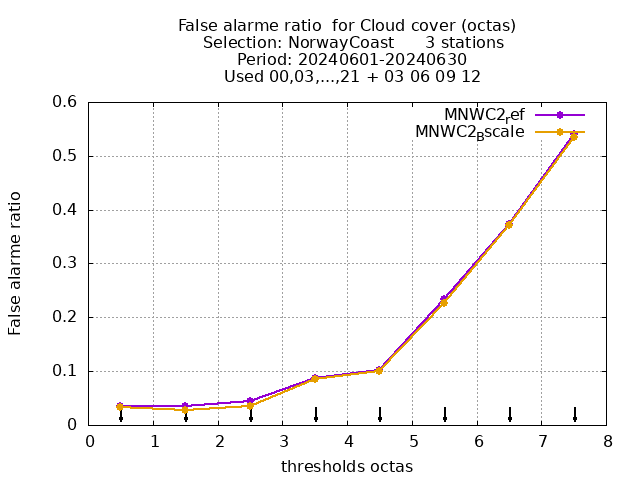 False alarme ratio  for Cloud cover (octas)
Selection: NorwayCoast      3 stations
Period: 20240601-20240630
Used 00,03,...,21 + 03 06 09 12
MNWC2ref
MNWC2Bscale
0.6
0.5
0.4
0.3
0.2
0.1
0
0 1 2 3 4 5 6 7 8
False alarme ratio
thresholds octas